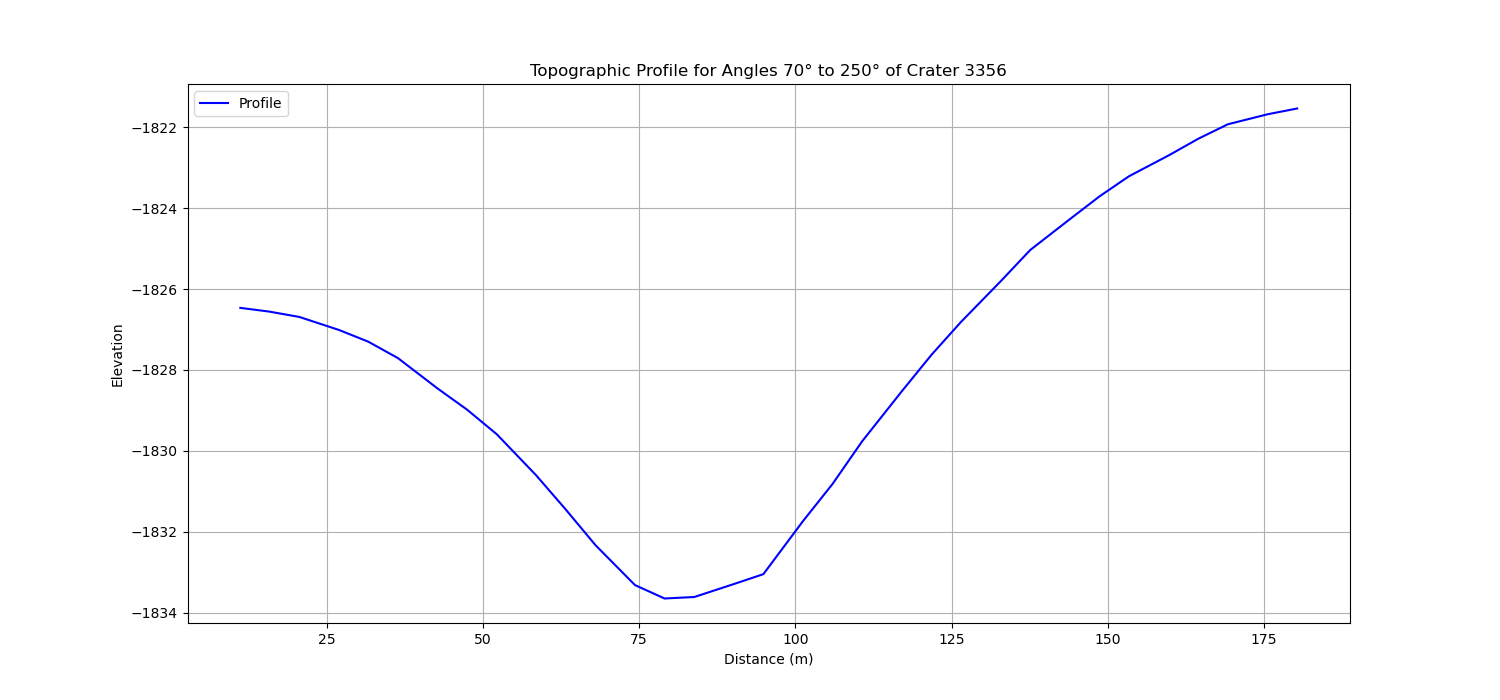 Topographic Profile for Angles 70° to 250° of Crater 3356
Profile
−1822
−1824
−1826
−1828
−1830
−1832
−1834
Elevation
25 50 75 100 125 150 175
Distance (m)